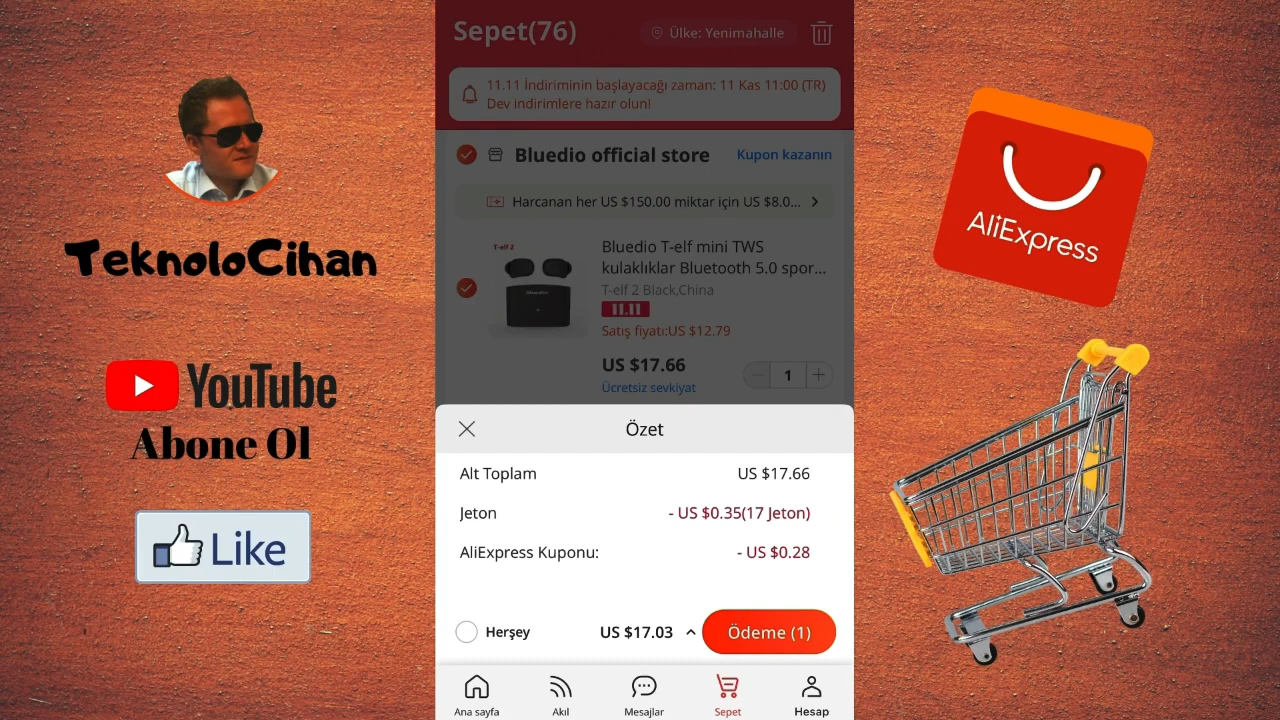 TeknoloCihan
YouTube
Abone Ol
Like
Sepet(76)
Ülke: Yenimahalle
11.11 İndiriminin başlayacağı zaman: 11 Kas 11:00 (TR)
Dev indirimlere hazır olun!
Bluedio official store
Kupon kazanın
Harcanan her US $150.00 miktar için US $8.0...
T-elf 2
Bluedio T-elf mini TWS
kulaklıklar Bluetooth 5.0 spor...
T-elf 2 Black,China
11.11
Satış fiyatı:US $12.79
US $17.66
1
Ücretsiz sevkiyat
Özet
Alt Toplam US $17.66
Jeton - US $0.35(17 Jeton)
AliExpress Kuponu: - US $0.28
Herşey US $17.03 Ödeme (1)
Ana sayfa Akıl Mesajlar Sepet Hesap
AliExpress